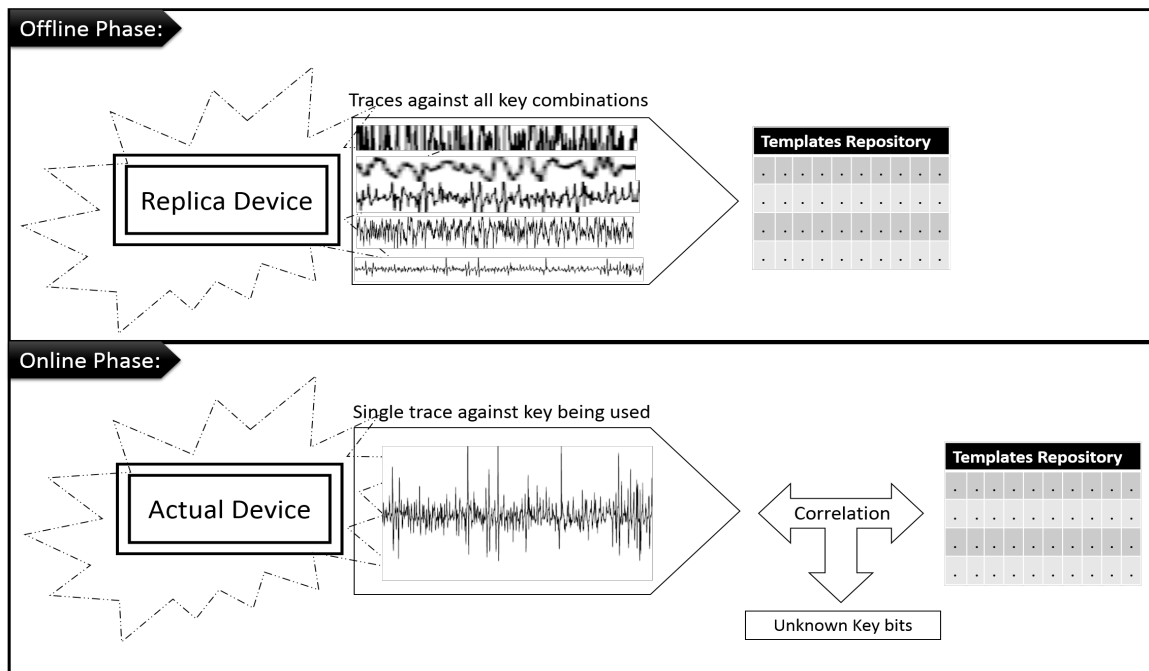 Offline Phase:
Traces against all key combinations
Replica Device
Templates Repository
. . . . . . . . . .
. . . . . . . . . .
. . . . . . . . . .
. . . . . . . . . .
Online Phase:
Single trace against key being used
Actual Device
Correlation
Templates Repository
. . . . . . . . . .
. . . . . . . . . .
. . . . . . . . . .
. . . . . . . . . .
Unknown Key bits